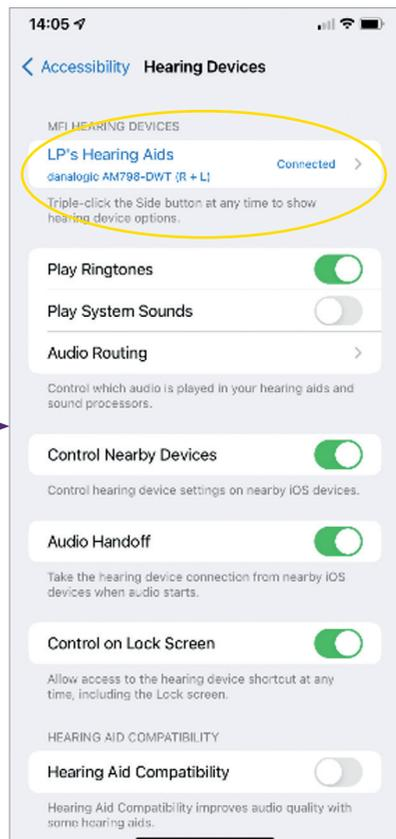 14:05
Accessibility Hearing Devices
MFI HEARING DEVICES
LP's Hearing Aids
Connected
danalogic AM798-DWT (R + L)
Triple-click the Side button at any time to show
hearing device options.
Play Ringtones
Play System Sounds
Audio Routing
Control which audio is played in your hearing aids and
sound processors.
Control Nearby Devices
Control hearing device settings on nearby iOS devices.
Audio Handoff
Take the hearing device connection from nearby iOS
devices when audio starts.
Control on Lock Screen
Allow access to the hearing device shortcut at any
time, including the Lock screen.
HEARING AID COMPATIBILITY
Hearing Aid Compatibility
Hearing Aid Compatibility improves audio quality with
some hearing aids.